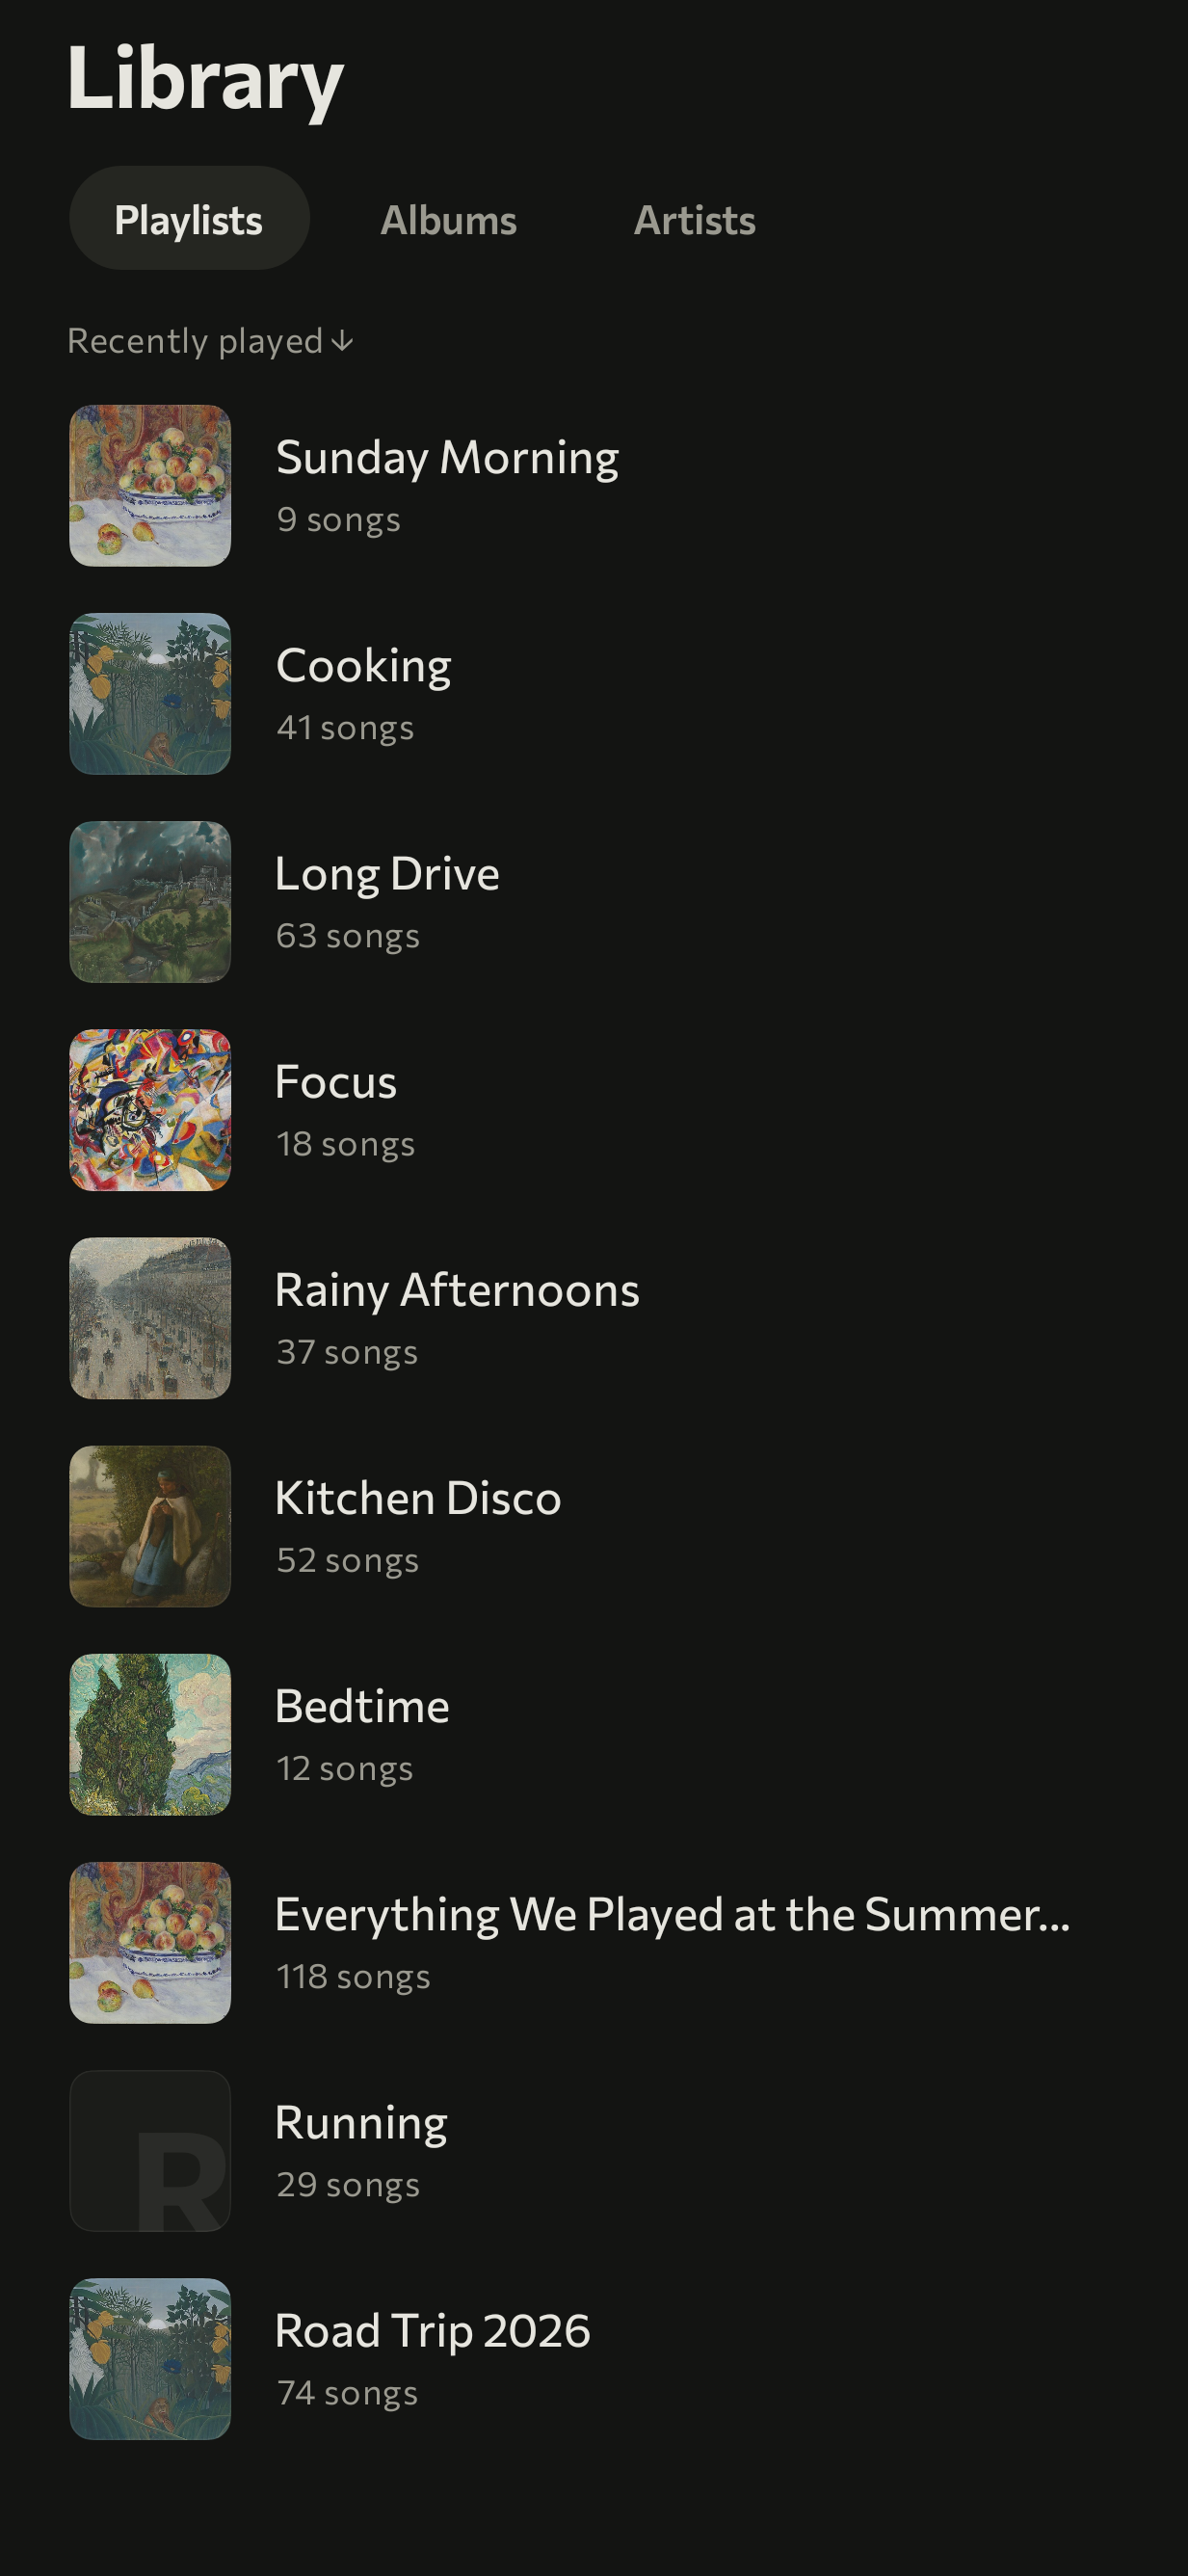 Library
Playlists Albums Artists
Recently played ↓
Sunday Morning
9 songs
Cooking
41 songs
Long Drive
63 songs
Focus
18 songs
Rainy Afternoons
37 songs
Kitchen Disco
52 songs
Bedtime
12 songs
Everything We Played at the Summer...
118 songs
R
Running
29 songs
Road Trip 2026
74 songs